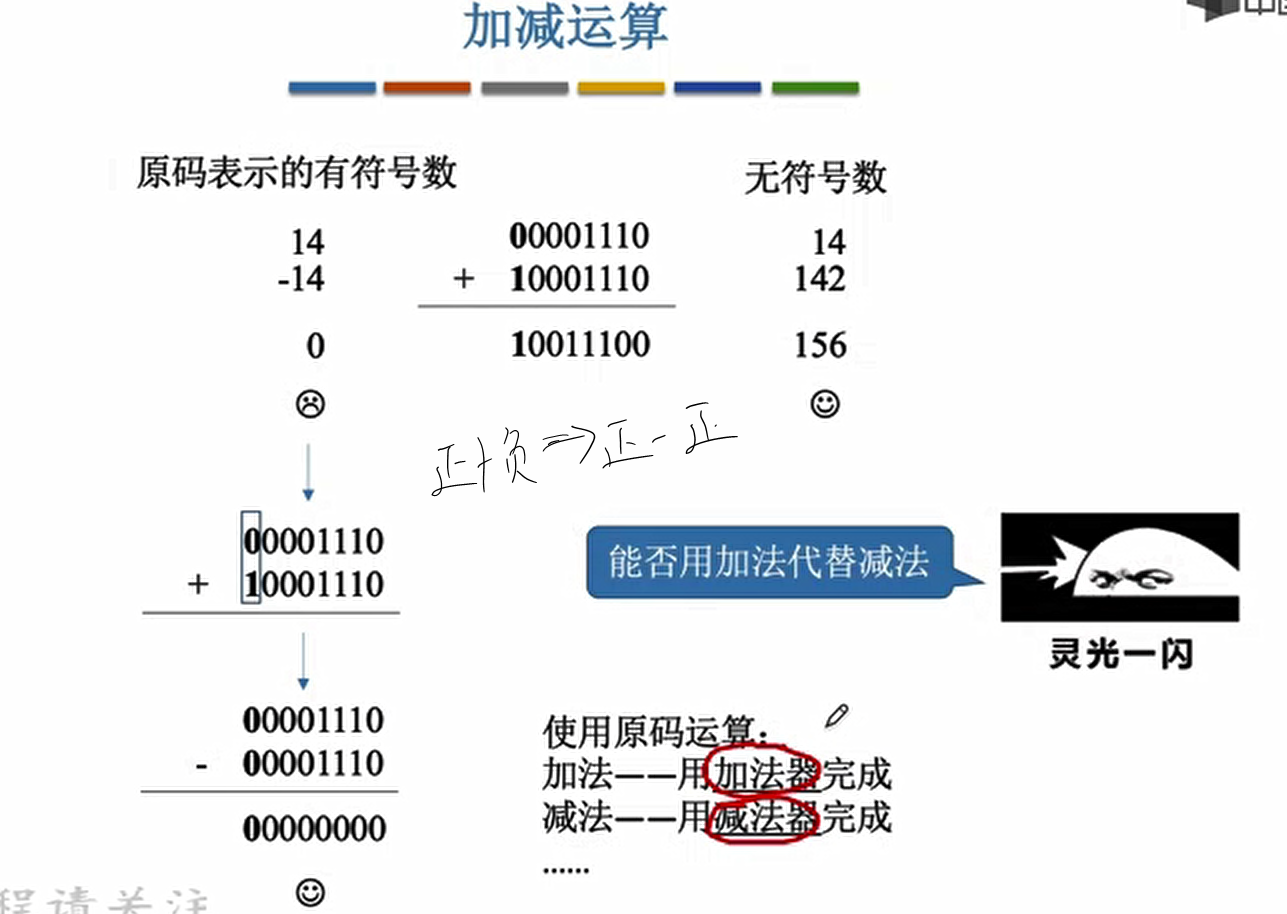 加减运算
原码表示的有符号数
无符号数
14 00001110 14
-14 + 10001110 142
0 10011100 156
正+负=>正-正
00001110
+ 10001110
能否用加法代替减法
灵光一闪
00001110
- 00001110
00000000
使用原码运算:
加法——用加法器完成
减法——用减法器完成
......
程请关注